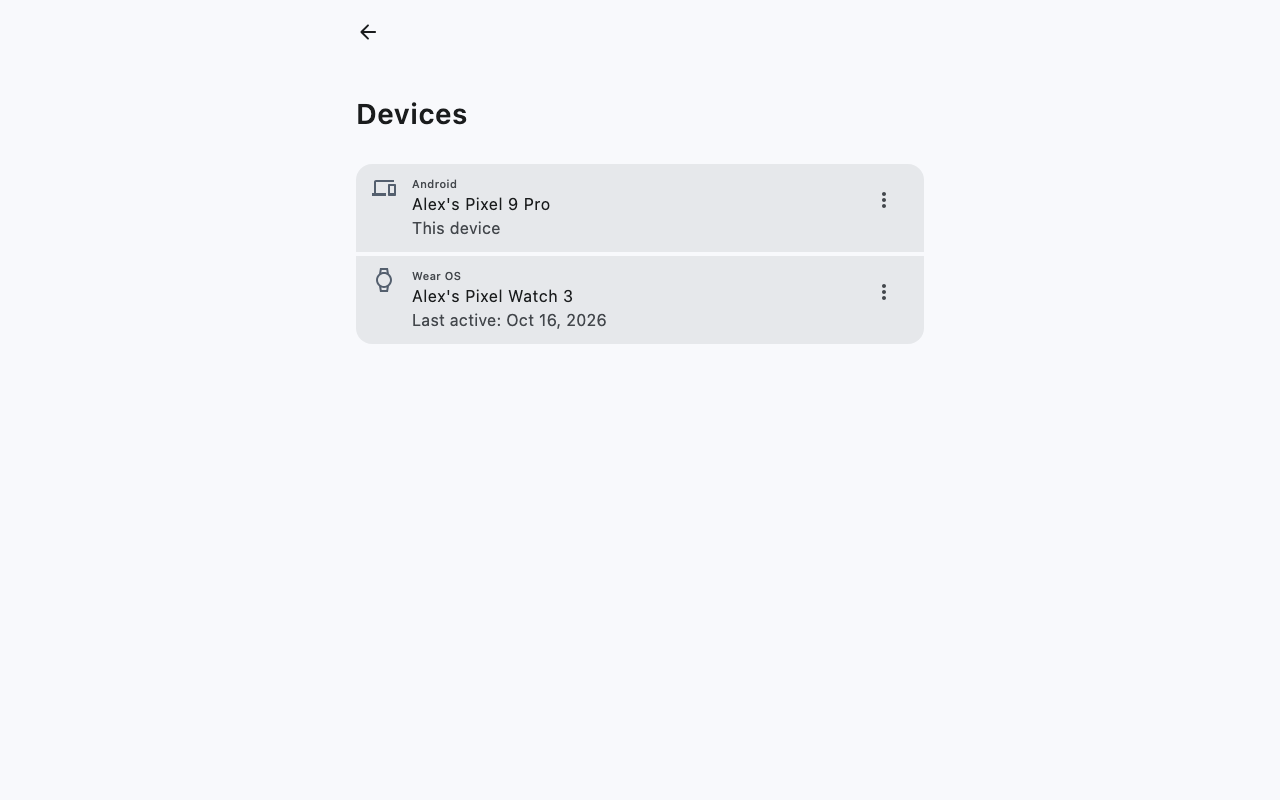 Devices
Android
Alex's Pixel 9 Pro
This device
Wear OS
Alex's Pixel Watch 3
Last active: Oct 16, 2026